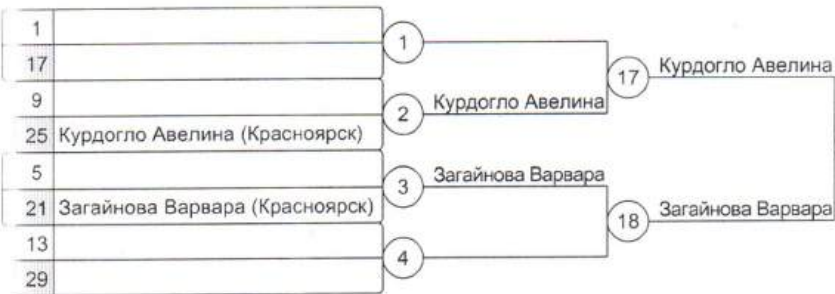 1
1
17
17 Курдогло Авелина
9
2 Курдогло Авелина
25 Курдогло Авелина (Красноярск)
5
3 Загайнова Варвара
21 Загайнова Варвара (Красноярск)
18 Загайнова Варвара
13
4
29